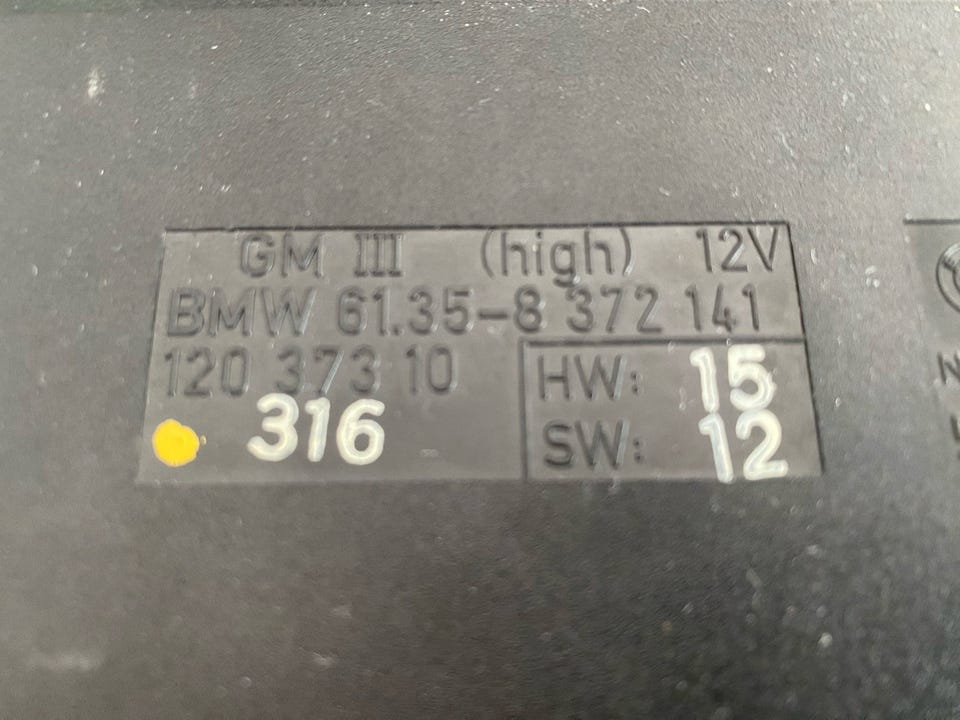 GM III (high) 12V
BMW 61.35-8 372 141
120 373 10
316
HW: 15
SW: 12